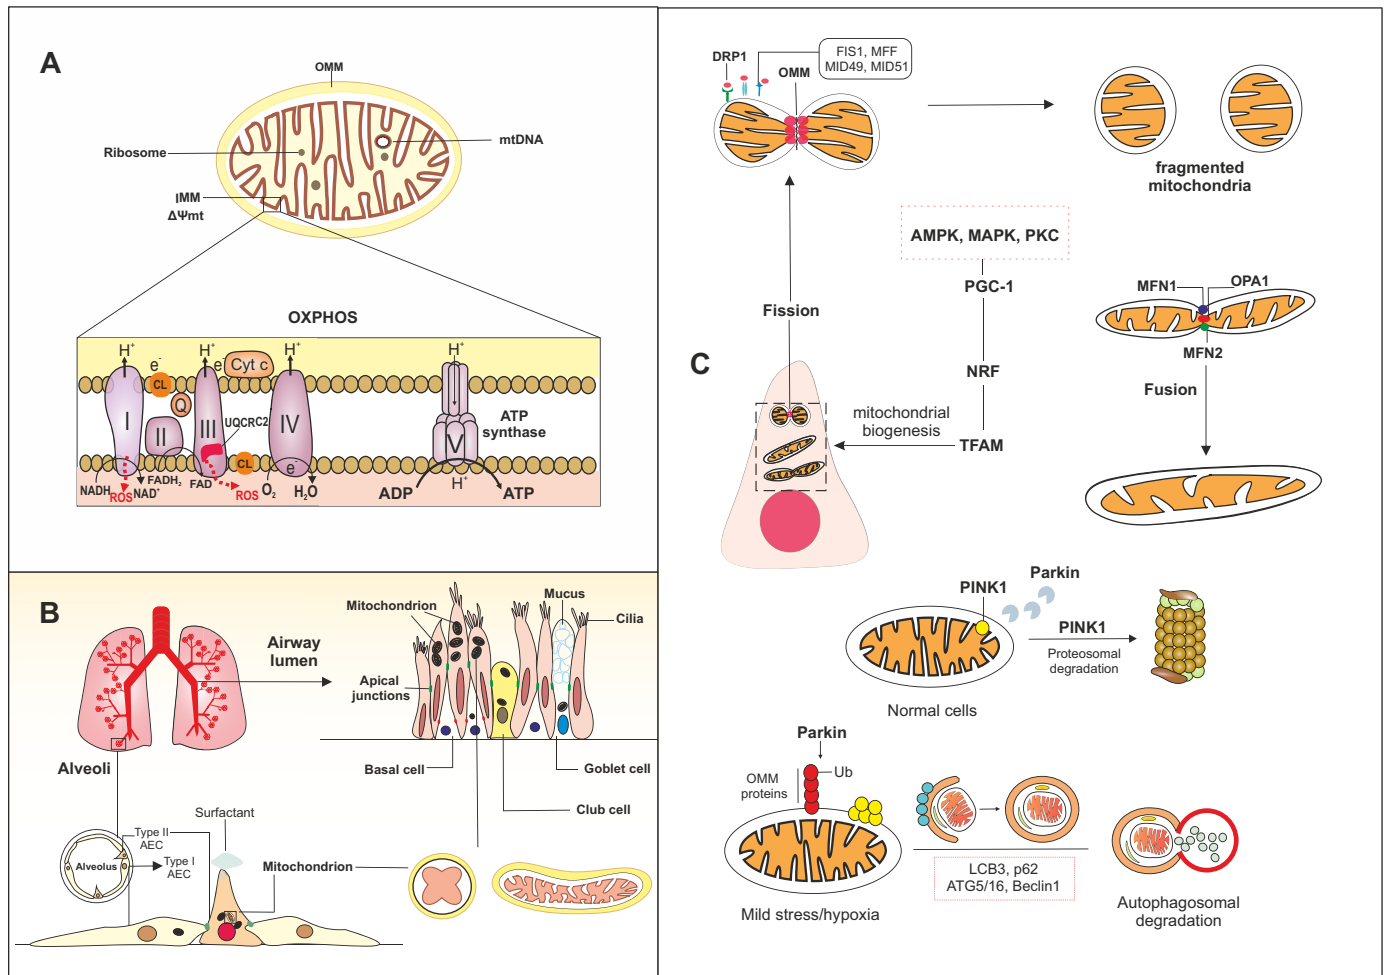 A
OMM
Ribosome
mtDNA
IMM
ΔΨmt
OXPHOS
H⁺
e⁻
CL
H⁺
e⁻
Cyt c
H⁺
H⁺
Q
I
II
III
UQCRC2
IV
V
ATP
synthase
CL
e⁻
H⁺
NADH
ROS
NAD⁺
FADH₂
FAD
ROS
O₂
H₂O
ADP
ATP
B
Airway
lumen
Alveoli
Mitochondrion
Mucus
Cilia
Apical
junctions
Basal cell
Goblet cell
Club cell
Surfactant
Type II
AEC
Alveolus
Type I
AEC
Mitochondrion
C
DRP1
FIS1, MFF
MID49, MID51
OMM
fragmented
mitochondria
AMPK, MAPK, PKC
PGC-1
NRF
TFAM
mitochondrial
biogenesis
Fission
MFN1
OPA1
MFN2
Fusion
PINK1
Parkin
PINK1
Proteosomal
degradation
Normal cells
Parkin
Ub
OMM
proteins
Mild stress/hypoxia
LCB3, p62
ATG5/16, Beclin1
Autophagosomal
degradation